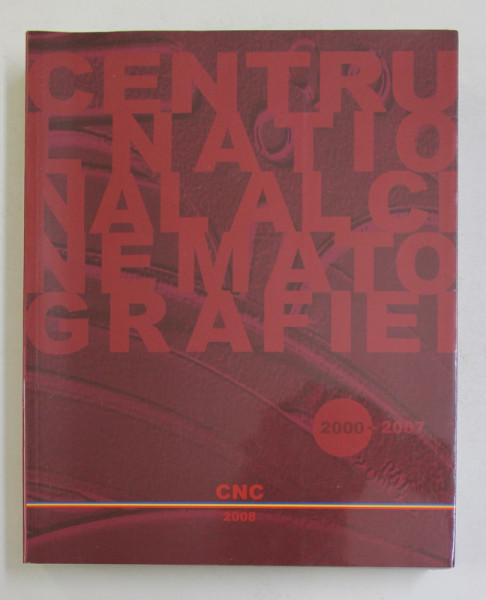 CENTRU
L NATIO
NAL AL CI
NEMATO
GRAFIEI
2000 - 2007
CNC
2008